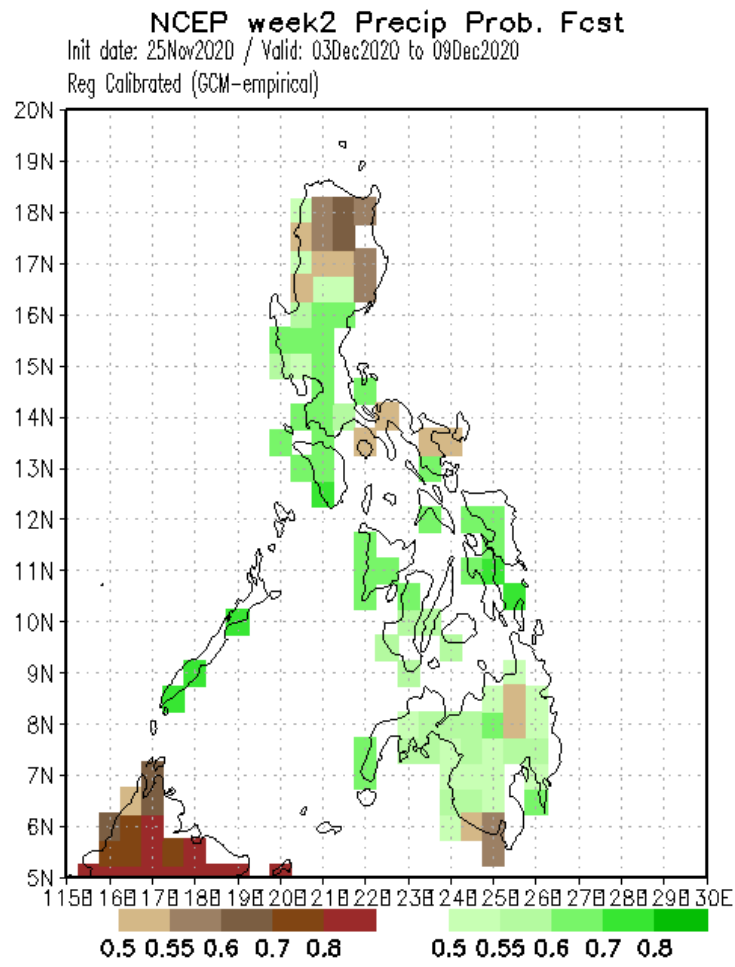 NCEP week2 Precip Prob. Fcst
Init date: 25Nov2020 / Valid: 03Dec2020 to 09Dec2020
Reg Calibrated (GCM-empirical)
20N
19N
18N
17N
16N
15N
14N
13N
12N
11N
10N
9N
8N
7N
6N
5N
115E 116E 117E 118E 119E 120E 121E 122E 123E 124E 125E 126E 127E 128E 129E 130E
0.5 0.55 0.6 0.7 0.8 0.5 0.55 0.6 0.7 0.8